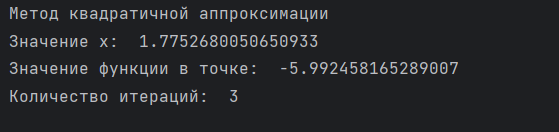 Метод квадратичной аппроксимации
Значение x:  1.7752680050650933
Значение функции в точке:  -5.992458165289007
Количество итераций:  3